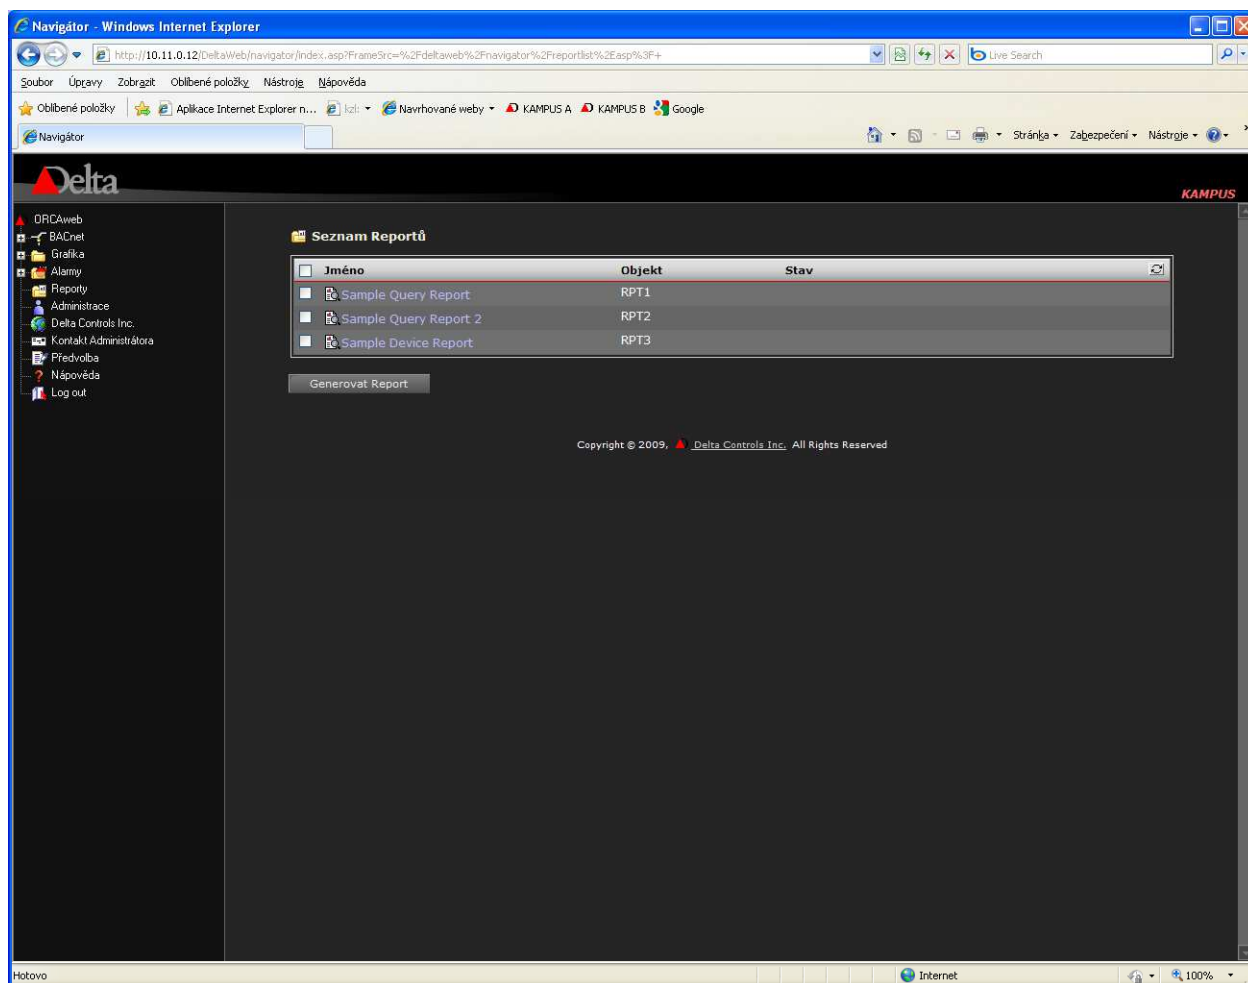 Navigátor - Windows Internet Explorer
http://10.11.0.12/DeltaWeb/navigator/index.asp?FrameSrc=%2Fdeltaweb%2Fnavigator%2Freportlist%2Easp%3F+
Live Search
Soubor Úpravy Zobrazit Oblíbené položky Nástroje Nápověda
Oblíbené položky Aplikace Internet Explorer n... kzl: Navrhované weby KAMPUS A KAMPUS B Google
Navigátor Stránka Zabezpečení Nástroje
Delta
KAMPUS
ORCAweb
BACnet
Grafika
Alarmy
Reporty
Administrace
Delta Controls Inc.
Kontakt Administrátora
Předvolba
Nápověda
Log out
Seznam Reportů
Jméno Objekt Stav
Sample Query Report RPT1
Sample Query Report 2 RPT2
Sample Device Report RPT3
Generovat Report
Copyright © 2009, Delta Controls Inc. All Rights Reserved
Hotovo Internet 100%